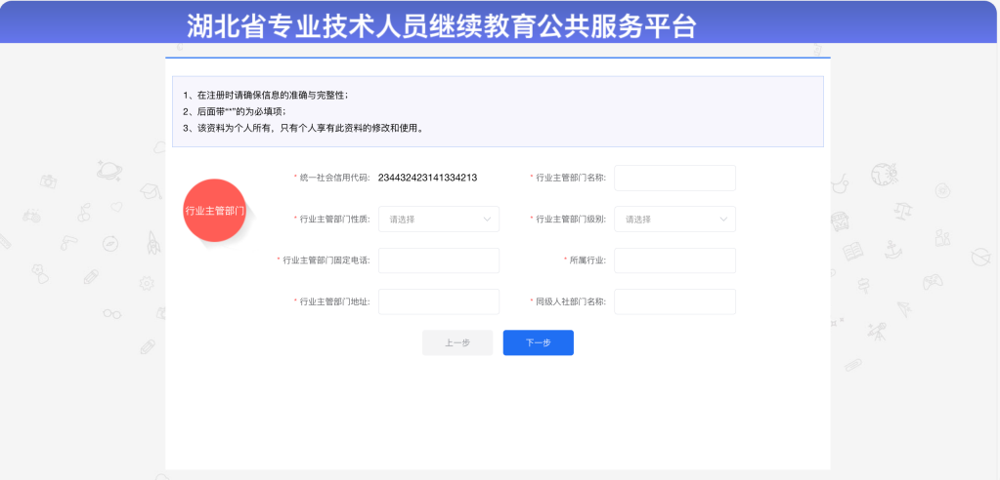 湖北省专业技术人员继续教育公共服务平台
1、在注册时请确保信息的准确与完整性；
2、后面带“*”的为必填项；
3、该资料为个人所有，只有个人享有此资料的修改和使用。
行业主管部门
* 统一社会信用代码: 234432423141334213 * 行业主管部门名称:
* 行业主管部门性质: 请选择 * 行业主管部门级别: 请选择
* 行业主管部门固定电话: * 所属行业:
* 行业主管部门地址: * 同级人社部门名称:
上一步 下一步